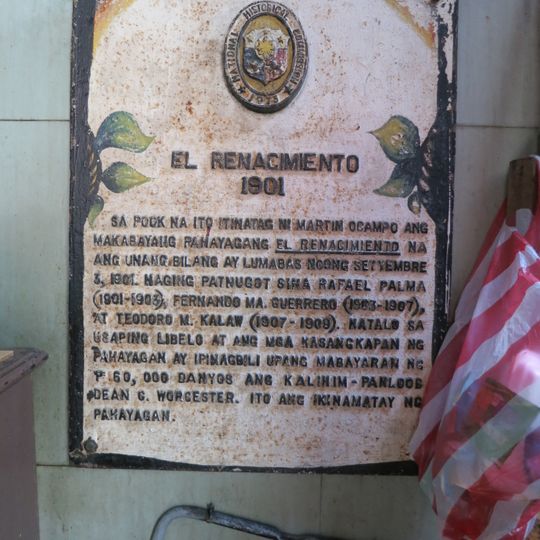 NATIONAL HISTORICAL
1973
EL RENACIMIENTO
1901
SA POOK NA ITO ITINATAG NI MARTIN OCAMPO ANG
MAKABAYANG PAHAYAGANG EL RENACIMIENTO NA
ANG UNANG BILANG AY LUMABAS NOONG SETYEMBRE
3, 1901. NAGING PATNUGOT SINA RAFAEL PALMA
(1901-1903), FERNANDO MA. GUERRERO (1903-1907),
AT TEODORO M. KALAW (1907-1909). NATALO SA
USAPING LIBELO AT ANG MGA KASANGKAPAN NG
PAHAYAGAN AY IPINAGBILI UPANG MABAYARAN NG
₱ 60,000 DANYOS ANG KALIHIM-PANLOOB
DEAN C. WORCESTER. ITO ANG IKINAMATAY NG
PAHAYAGAN.